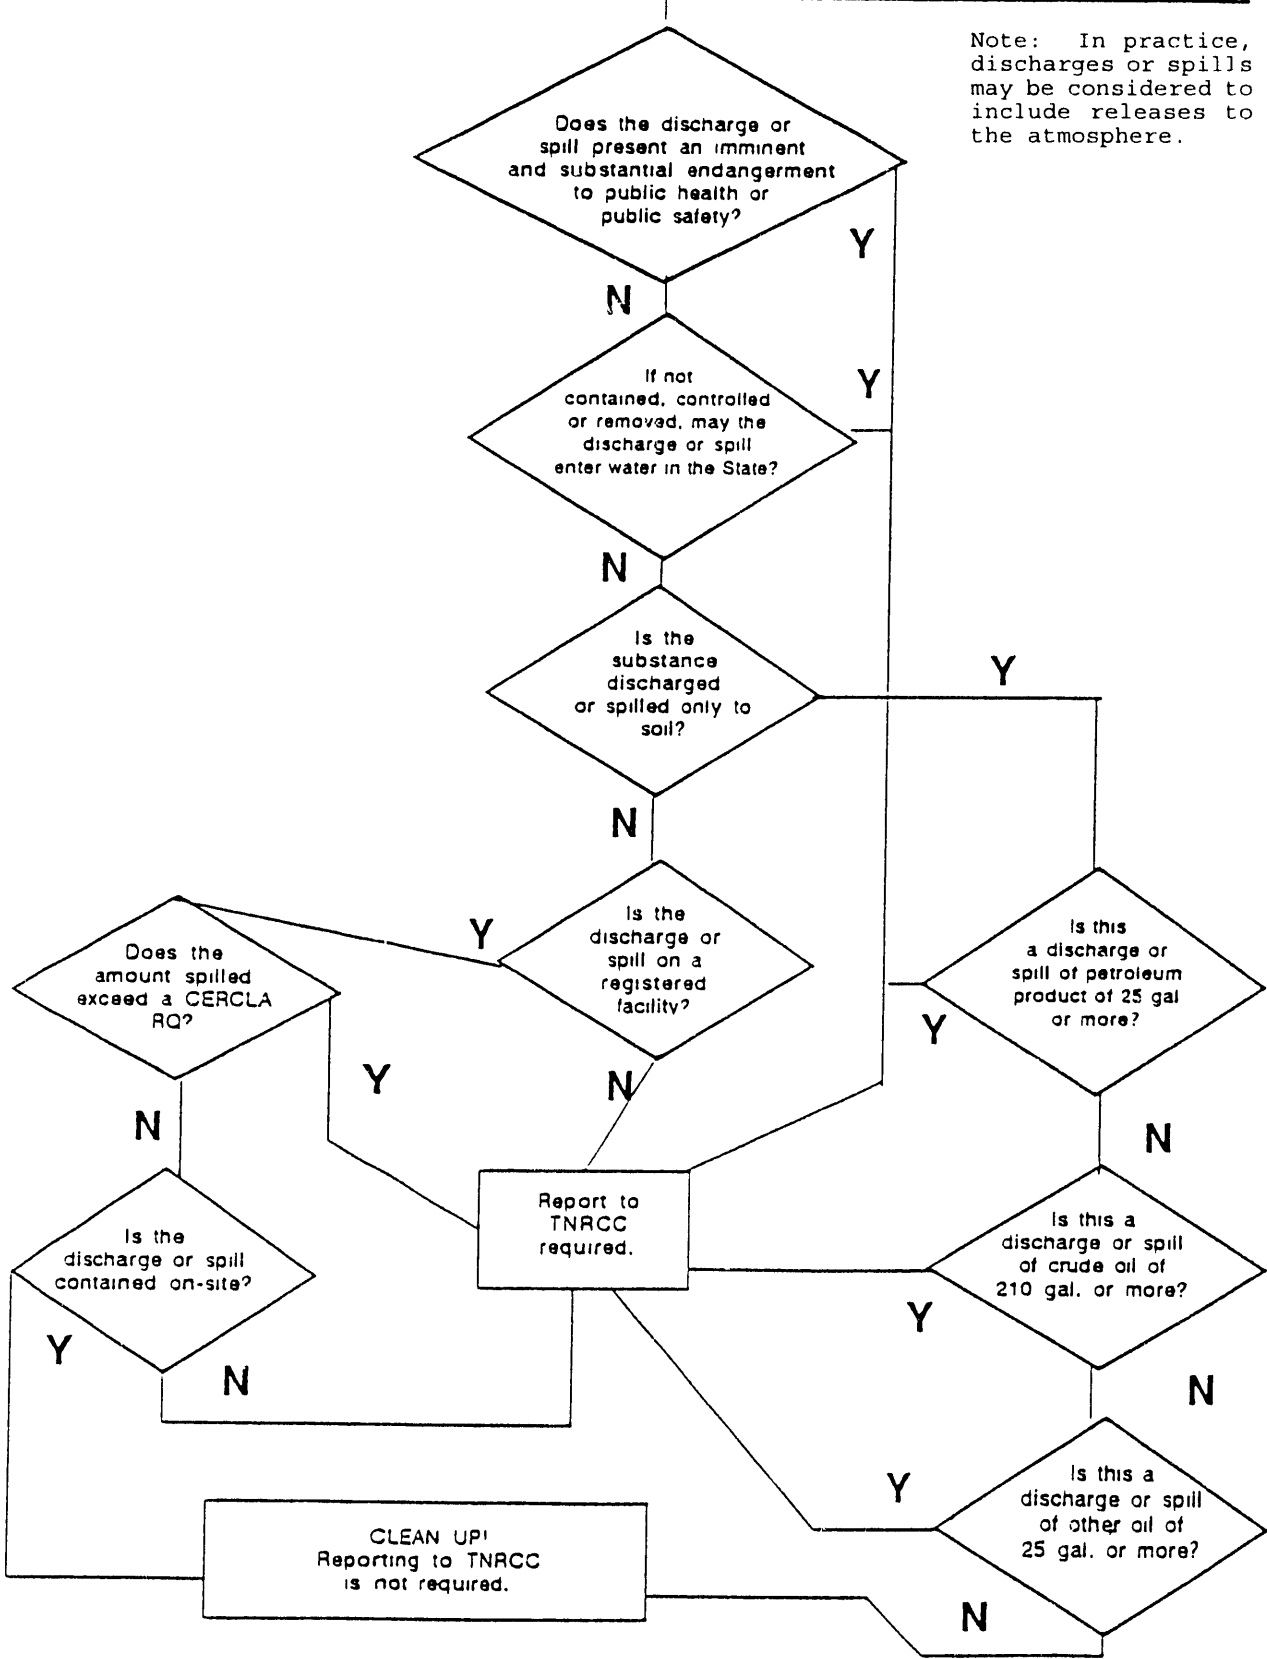 Note: In practice,
discharges or spills
may be considered to
include releases to
the atmosphere.
Does the discharge or
spill present an imminent
and substantial endangerment
to public health or
public safety?
Y
N
If not
contained, controlled
or removed, may the
discharge or spill
enter water in the State?
Y
N
Is the
substance
discharged
or spilled only to
soil?
Y
N
Is the
discharge or
spill on a
registered
facility?
Y
N
Does the
amount spilled
exceed a CERCLA
RQ?
Y
N
Is this
a discharge or
spill of petroleum
product of 25 gal
or more?
Y
N
Is the
discharge or spill
contained on-site?
Y
N
Report to
TNRCC
required.
Is this a
discharge or spill
of crude oil of
210 gal. or more?
Y
N
Is this a
discharge or spill
of other oil of
25 gal. or more?
Y
N
CLEAN UP!
Reporting to TNRCC
is not required.